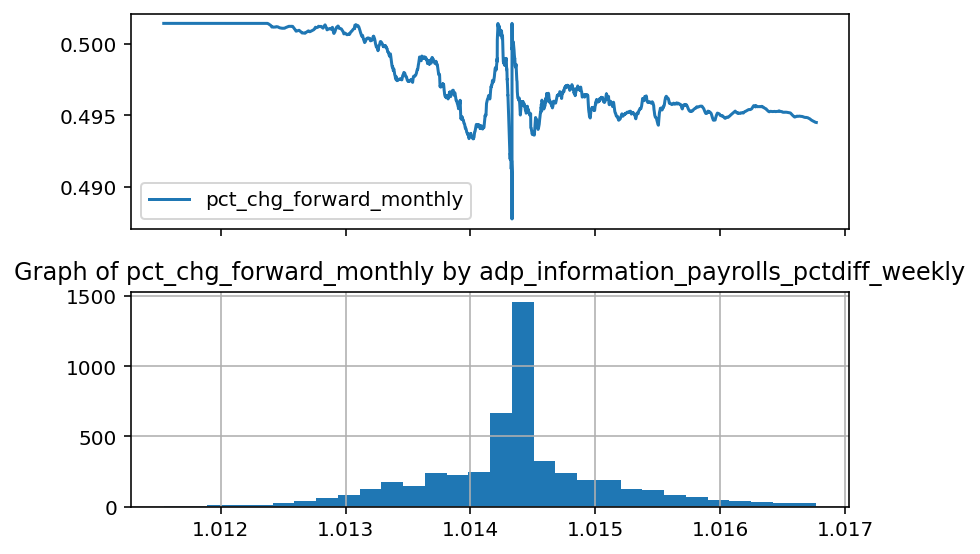 0.500
0.495
0.490
pct_chg_forward_monthly
Graph of pct_chg_forward_monthly by adp_information_payrolls_pctdiff_weekly
1500
1000
500
0
1.012 1.013 1.014 1.015 1.016 1.017